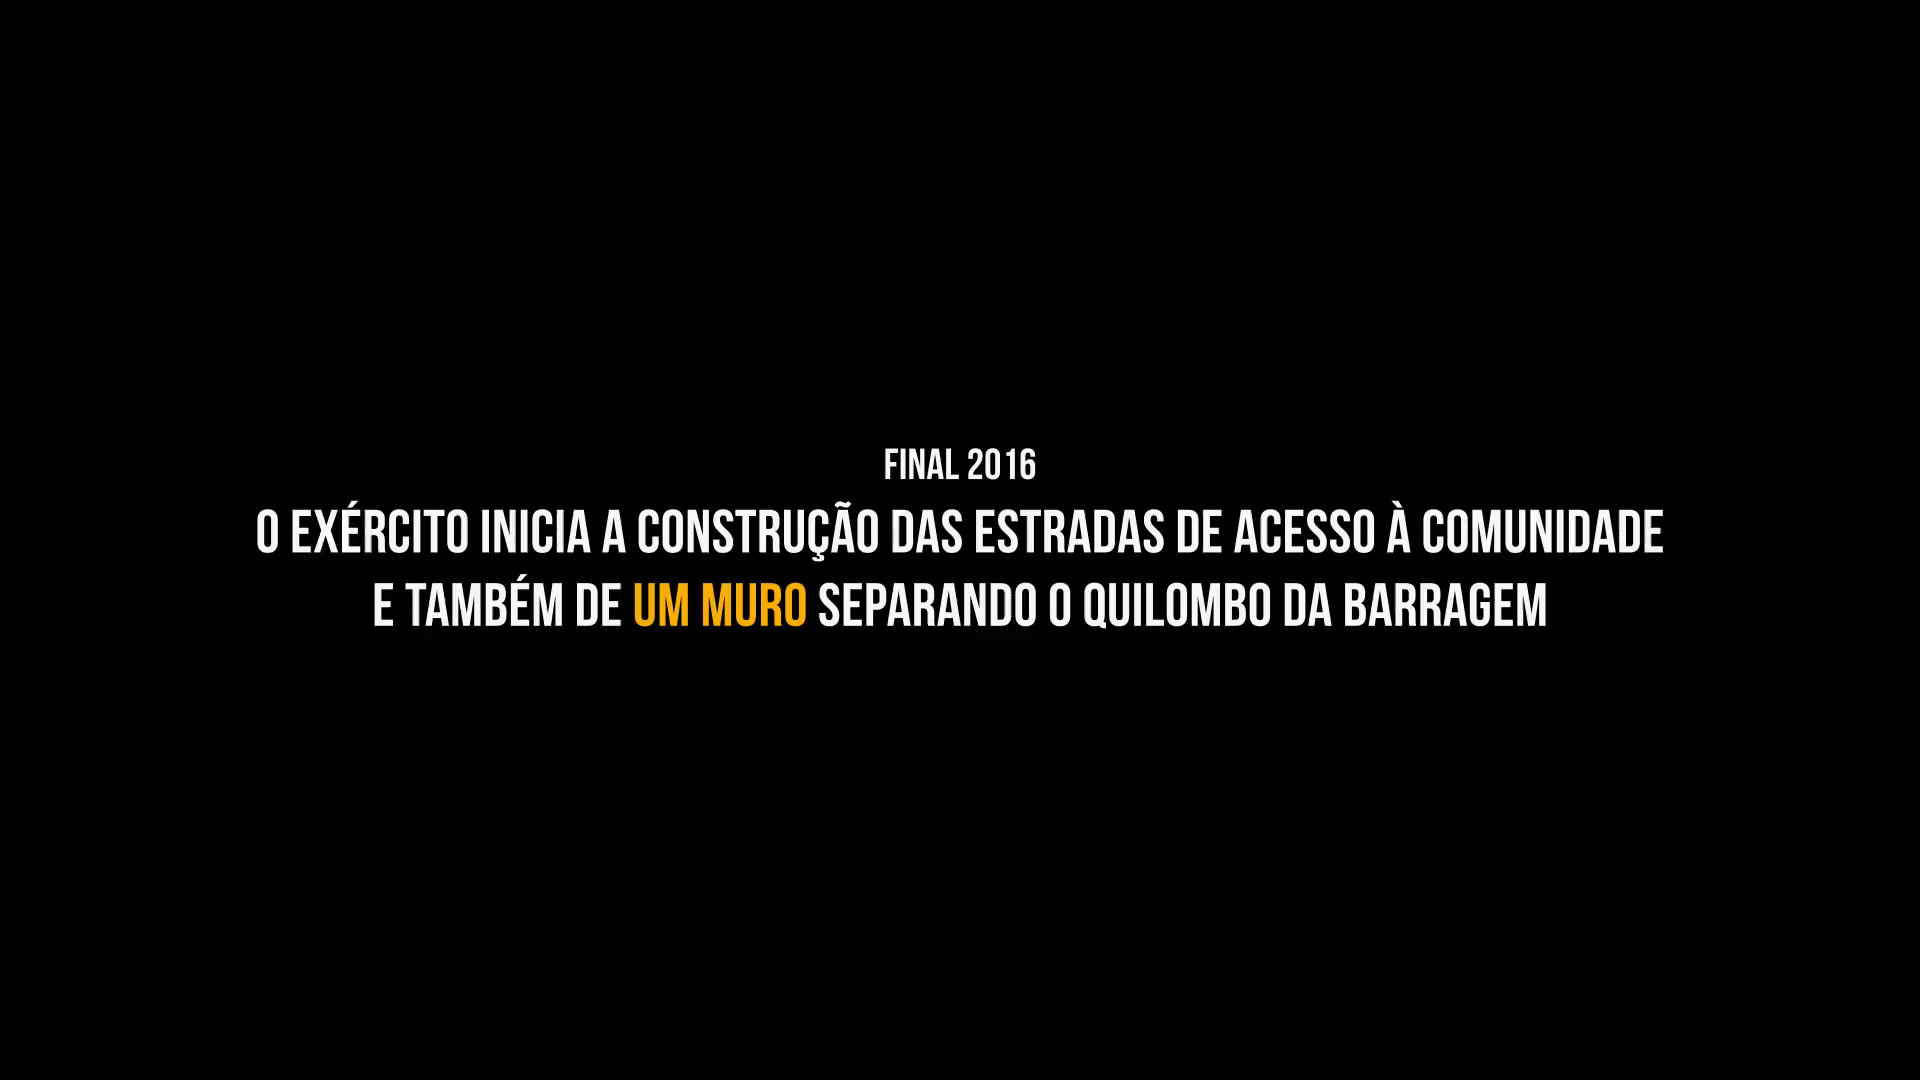 FINAL 2016
O EXÉRCITO INICIA A CONSTRUÇÃO DAS ESTRADAS DE ACESSO À COMUNIDADE
E TAMBÉM DE UM MURO SEPARANDO O QUILOMBO DA BARRAGEM